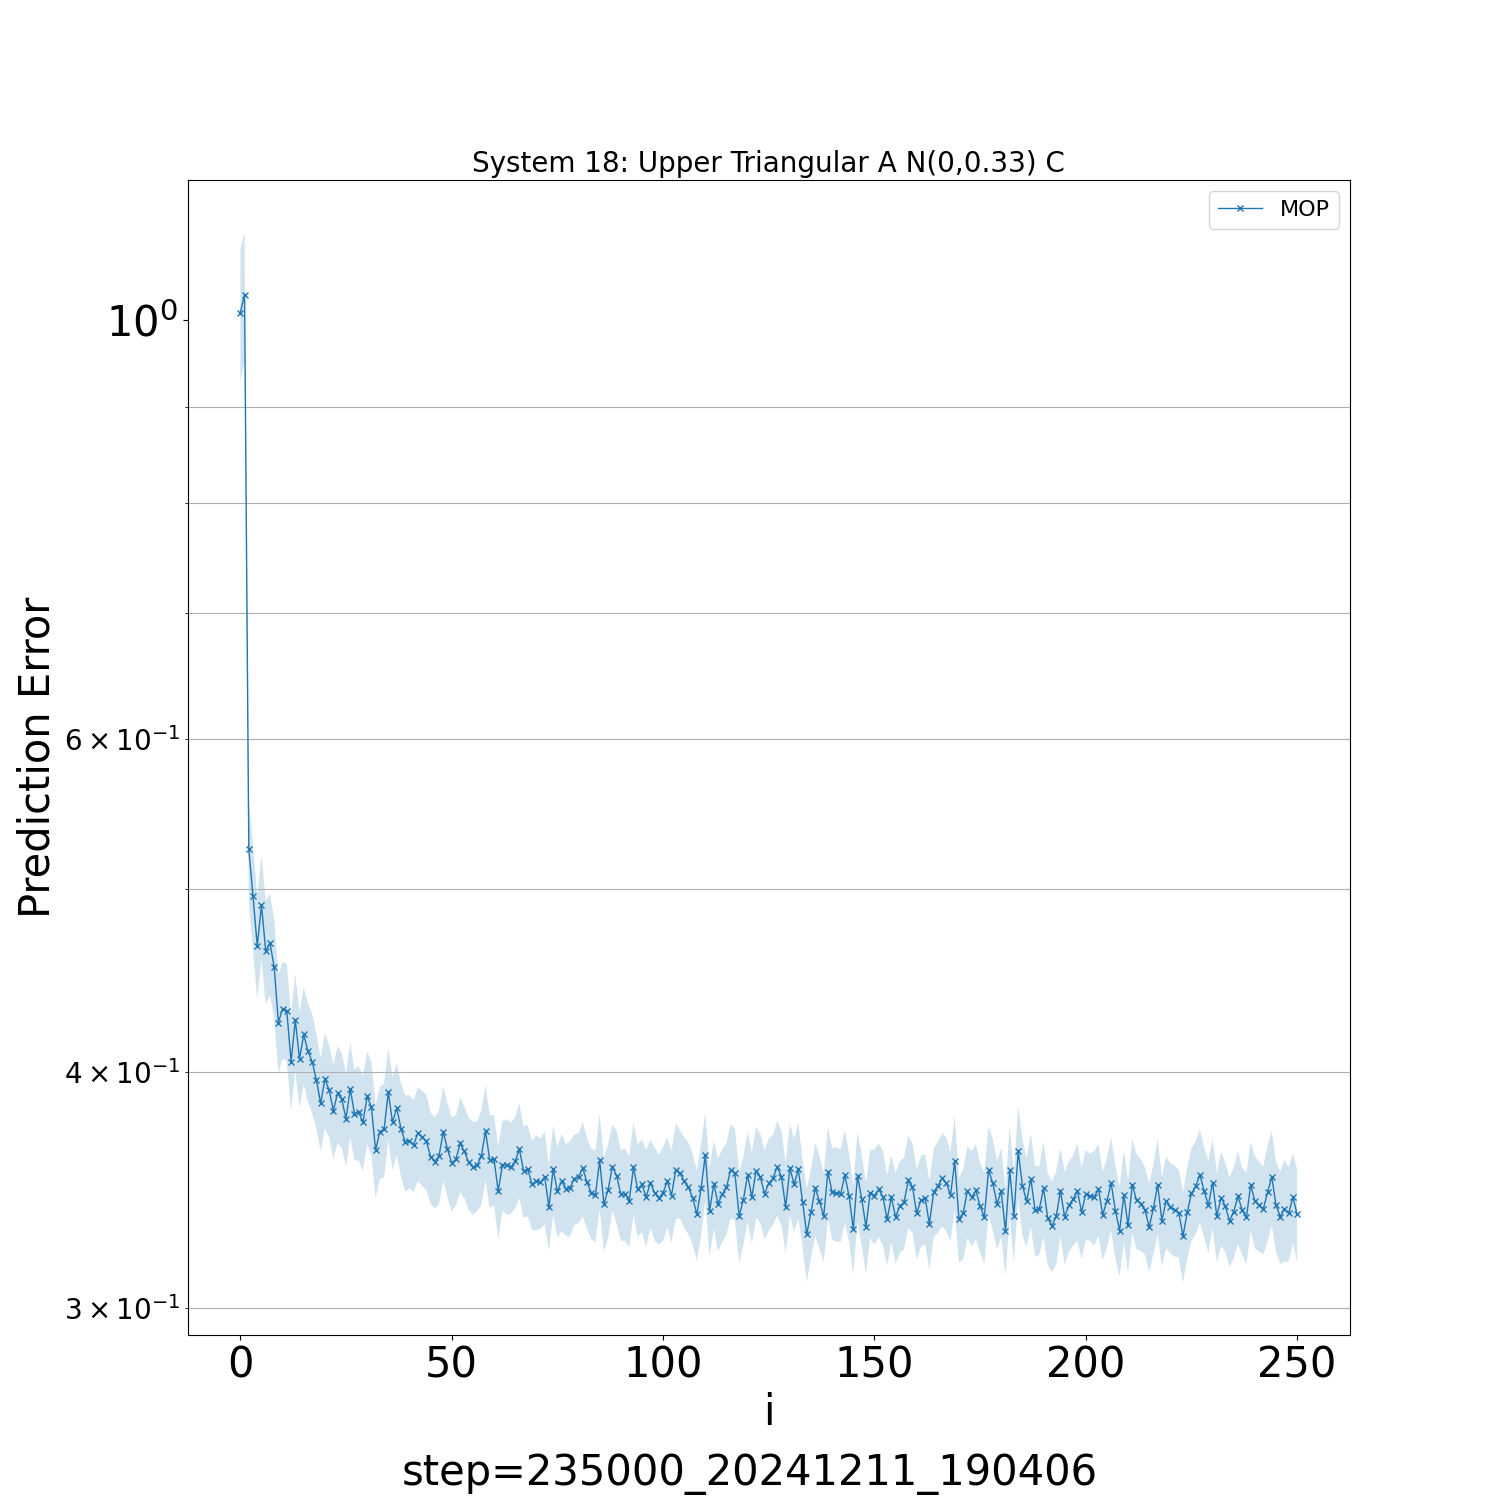 System 18: Upper Triangular A N(0,0.33) C
MOP
10⁰
6 × 10⁻¹
4 × 10⁻¹
3 × 10⁻¹
Prediction Error
0 50 100 150 200 250
i
step=235000_20241211_190406